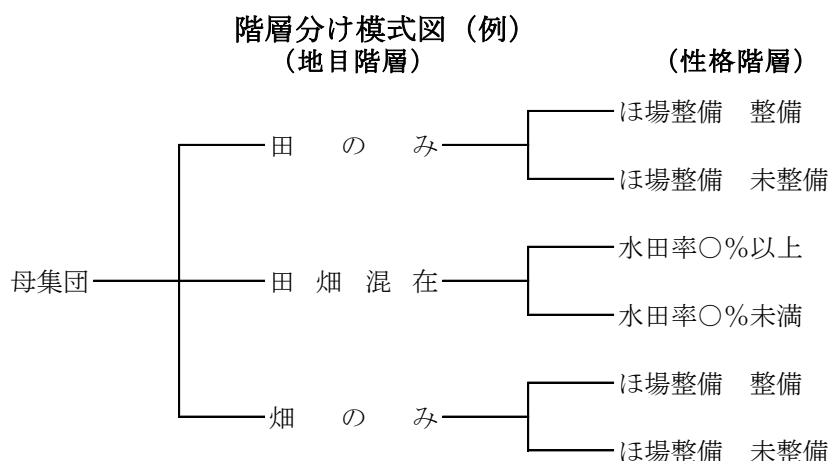 階層分け模式図（例）
（地目階層）　（性格階層）
ほ場整備　整備
田のみ
ほ場整備　未整備
水田率○%以上
母集団　田畑混在
水田率○%未満
ほ場整備　整備
畑のみ
ほ場整備　未整備